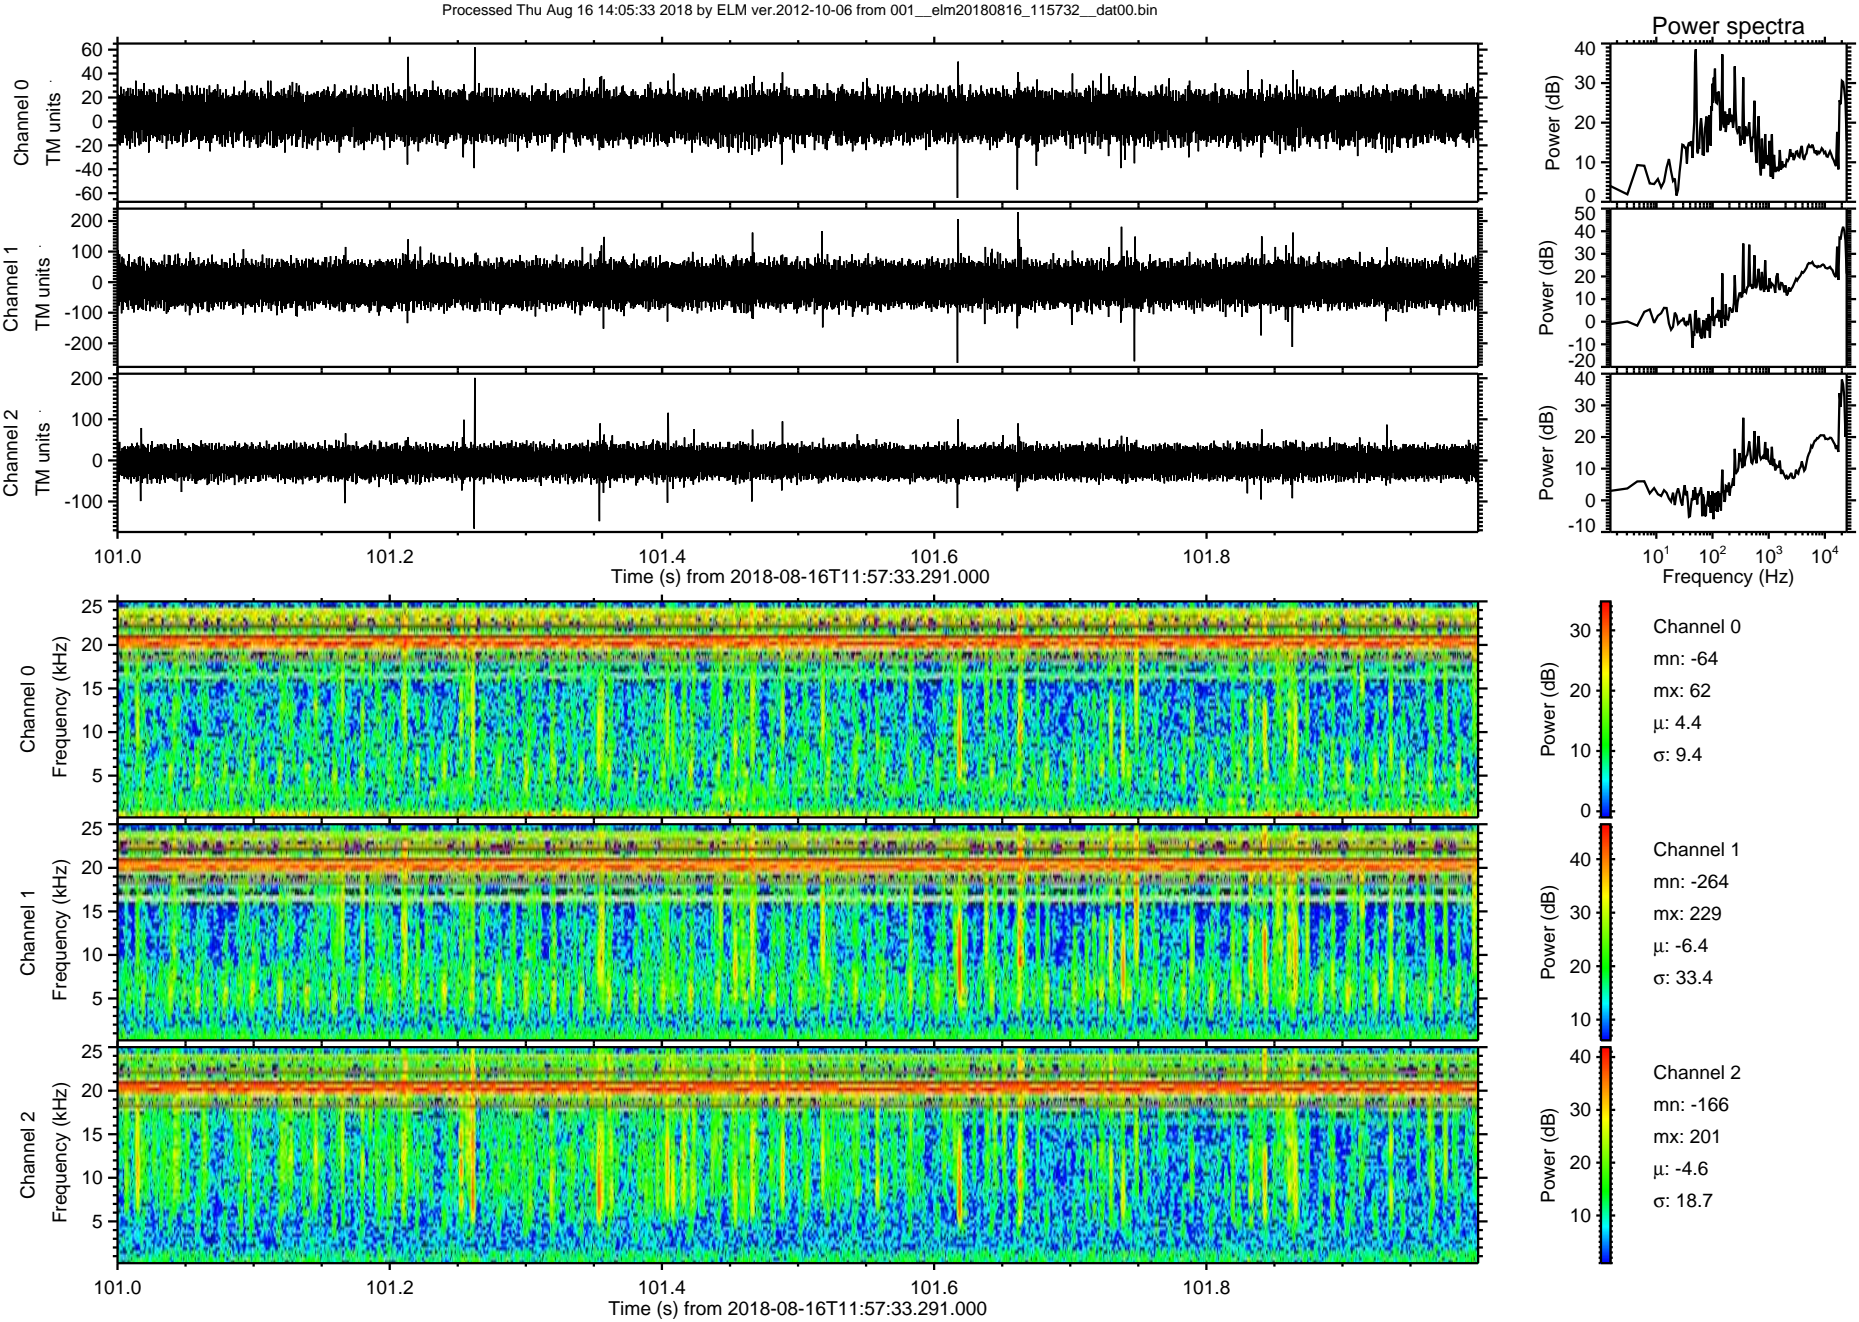 Processed Thu Aug 16 14:05:33 2018 by ELM ver.2012-10-06 from 001__elm20180816_115732__dat00.bin
Power spectra
Channel 0
TM units
60
40
20
0
-20
-40
-60
Power (dB)
40
30
20
10
0
Channel 1
TM units
200
100
0
-100
-200
Power (dB)
50
40
30
20
10
0
-10
-20
Channel 2
TM units
200
100
0
-100
Power (dB)
40
30
20
10
0
-10
101.0 101.2 101.4 101.6 101.8
Time (s) from 2018-08-16T11:57:33.291.000
10¹ 10² 10³ 10⁴
Frequency (Hz)
Channel 0
Frequency (kHz)
25
20
15
10
5
Power (dB)
30
20
10
0
Channel 0
mn: -64
mx: 62
μ: 4.4
σ: 9.4
Channel 1
Frequency (kHz)
25
20
15
10
5
Power (dB)
40
30
20
10
Channel 1
mn: -264
mx: 229
μ: -6.4
σ: 33.4
Channel 2
Frequency (kHz)
25
20
15
10
5
Power (dB)
40
30
20
10
Channel 2
mn: -166
mx: 201
μ: -4.6
σ: 18.7
101.0 101.2 101.4 101.6 101.8
Time (s) from 2018-08-16T11:57:33.291.000